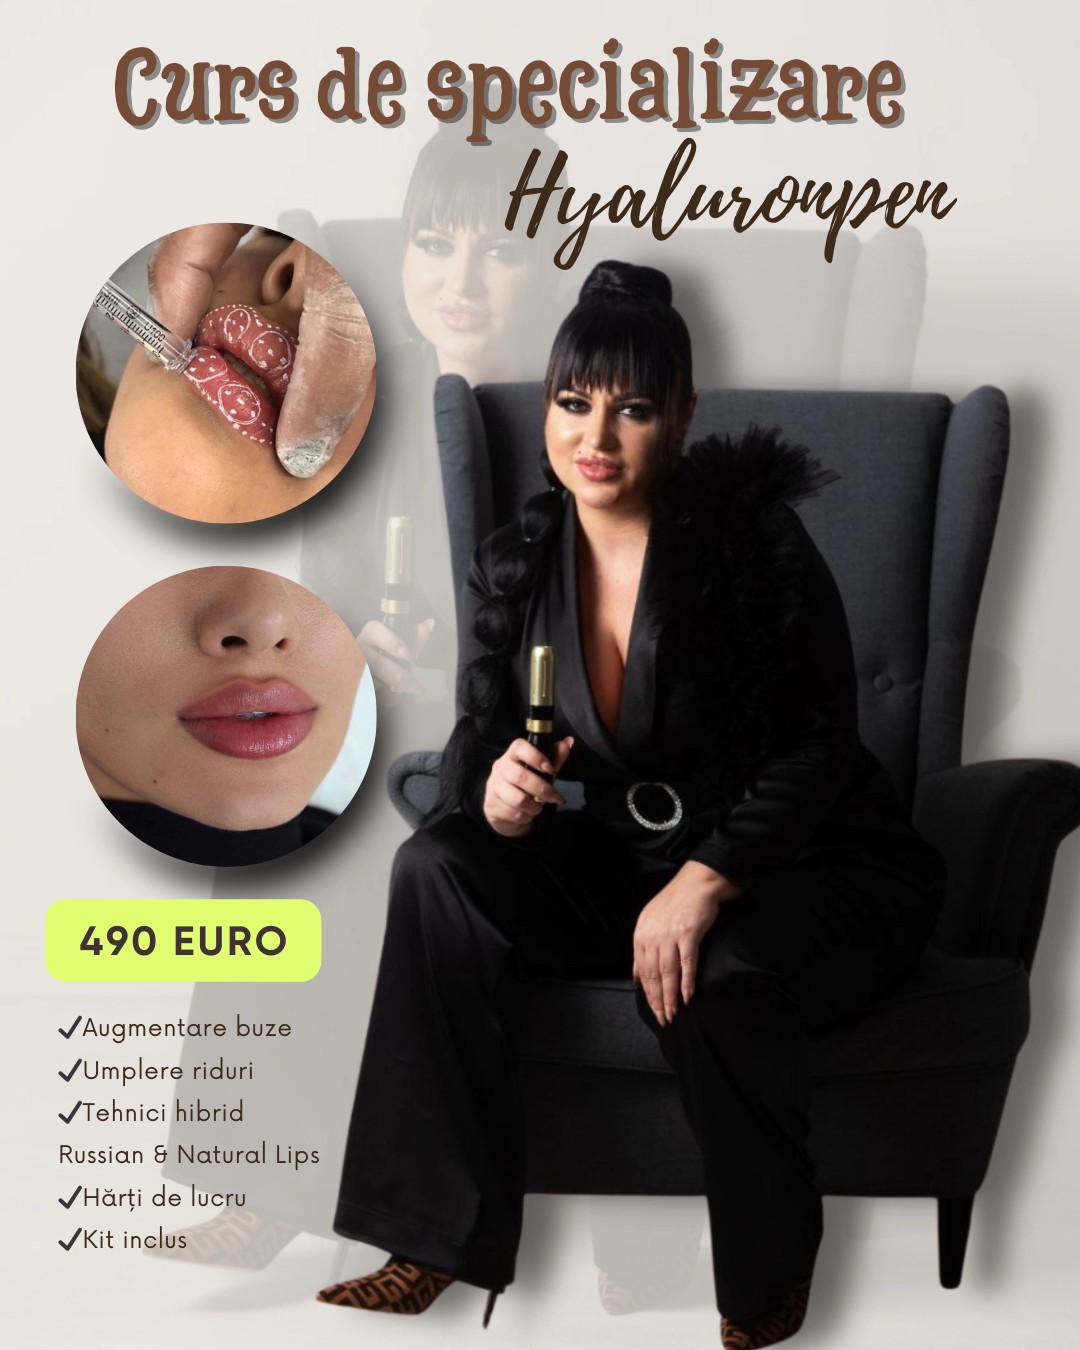 Curs de specializare
Hyaluronpen
U100
490 EURO
✓Augmentare buze
✓Umplere riduri
✓Tehnici hibrid
Russian & Natural Lips
✓Hărți de lucru
✓Kit inclus